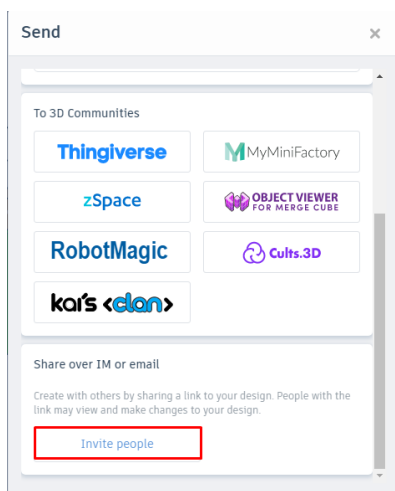 Send
To 3D Communities
Thingiverse
MyMiniFactory
zSpace
OBJECT VIEWER
FOR MERGE CUBE
RobotMagic
Cults.3D
kai's <clan>
Share over IM or email
Create with others by sharing a link to your design. People with the
link may view and make changes to your design.
Invite people